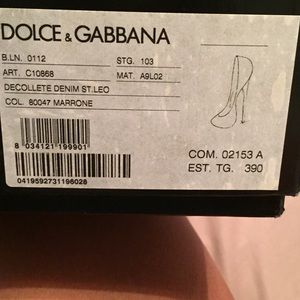 DOLCE & GABBANA
B.LN. 0112 STG. 103
ART. C10868 MAT. A9L02
DECOLLETE DENIM ST.LEO
COL. 80047 MARRONE
8 034121 199901
COM. 02153 A
EST. TG. 390
0419592731198028